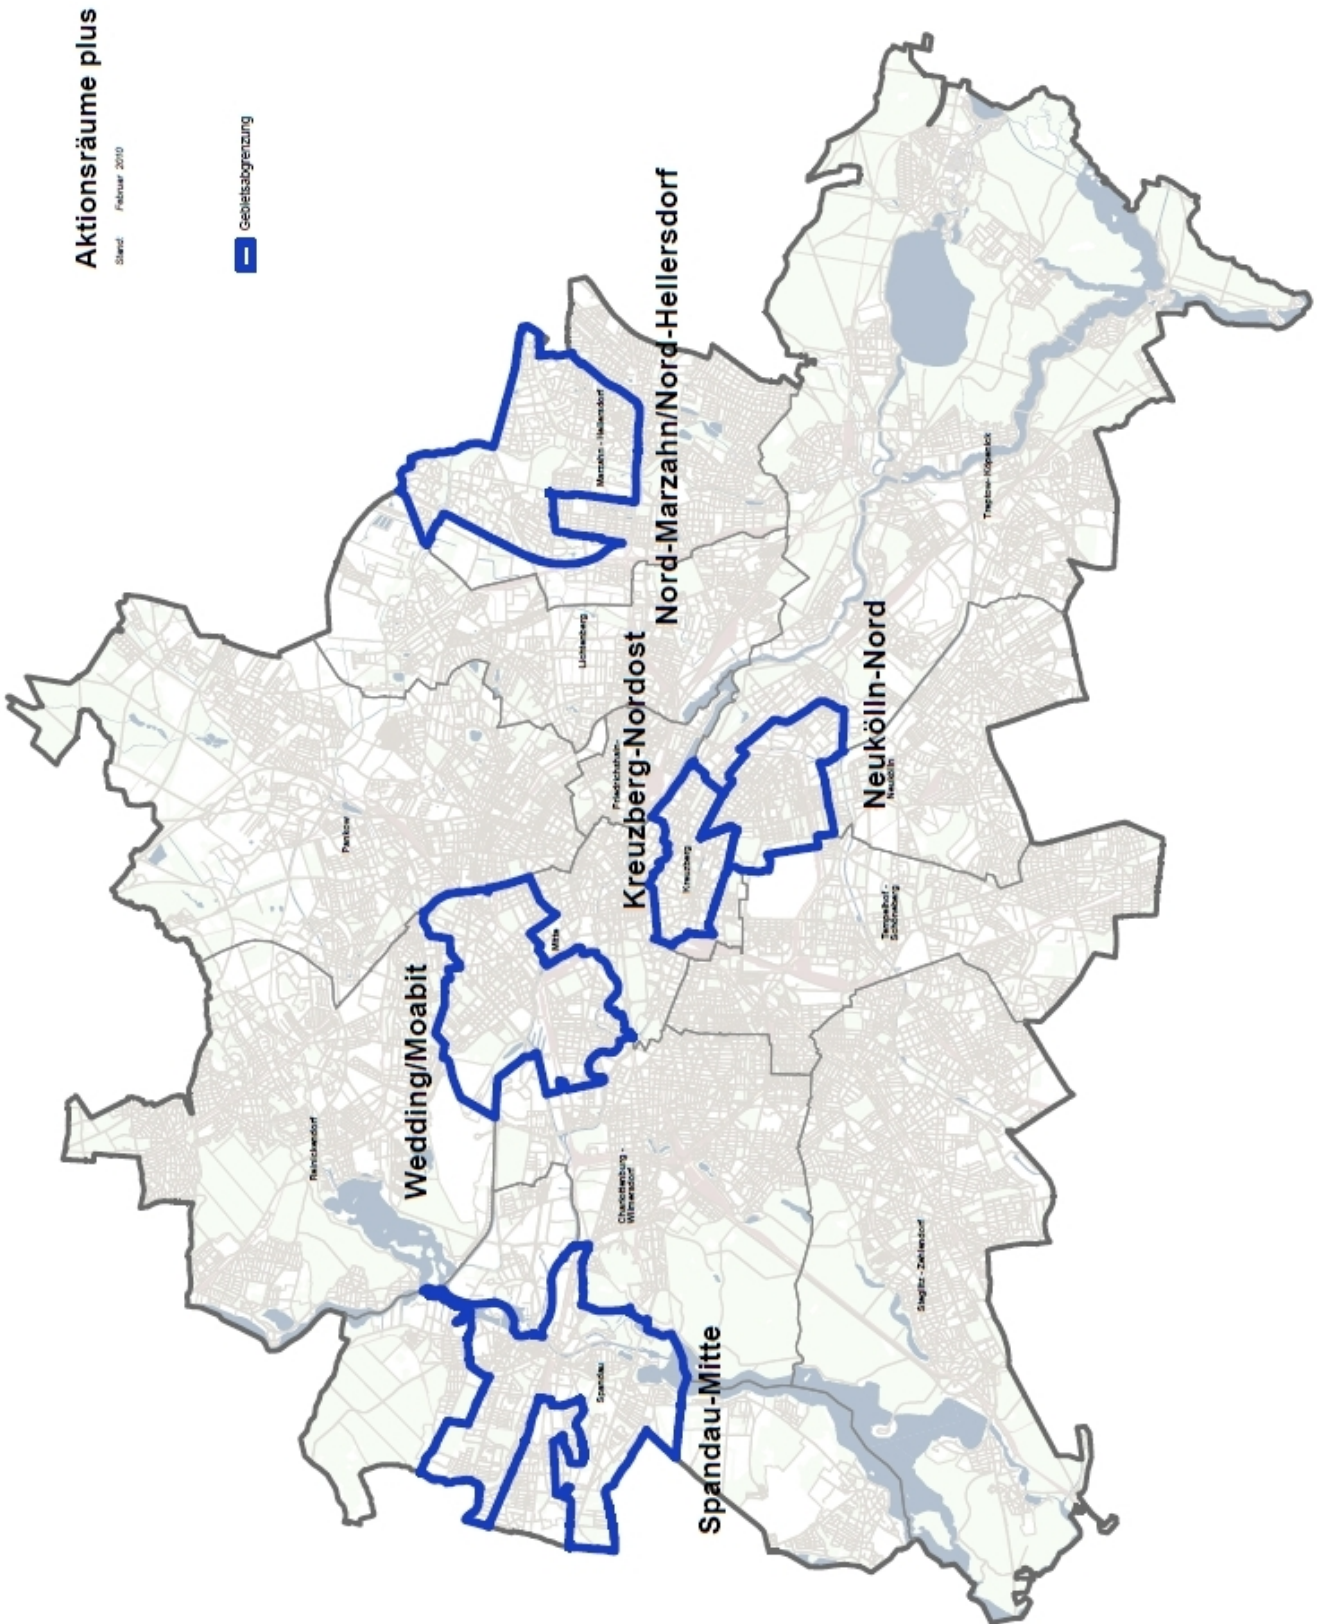 Aktionsräume plus
Stand: Februar 2010
Gebietsabgrenzung
Pankow
Reinickendorf
Wedding/Moabit
Mitte
Lichtenberg
Marzahn - Hellersdorf
Nord-Marzahn/Nord-Hellersdorf
Friedrichshain-
Kreuzberg-Nordost
Kreuzberg
Charlottenburg -
Wilmersdorf
Spandau
Spandau-Mitte
Neukölln-Nord
Neukölln
Tempelhof -
Schöneberg
Steglitz - Zehlendorf
Treptow- Köpenick